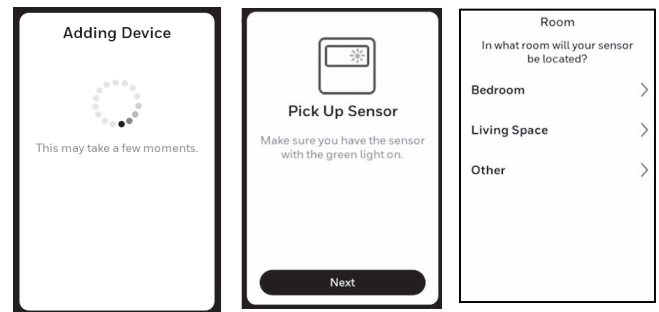 Adding Device
This may take a few moments.
Pick Up Sensor
Make sure you have the sensor
with the green light on.
Next
Room
In what room will your sensor
be located?
Bedroom
Living Space
Other